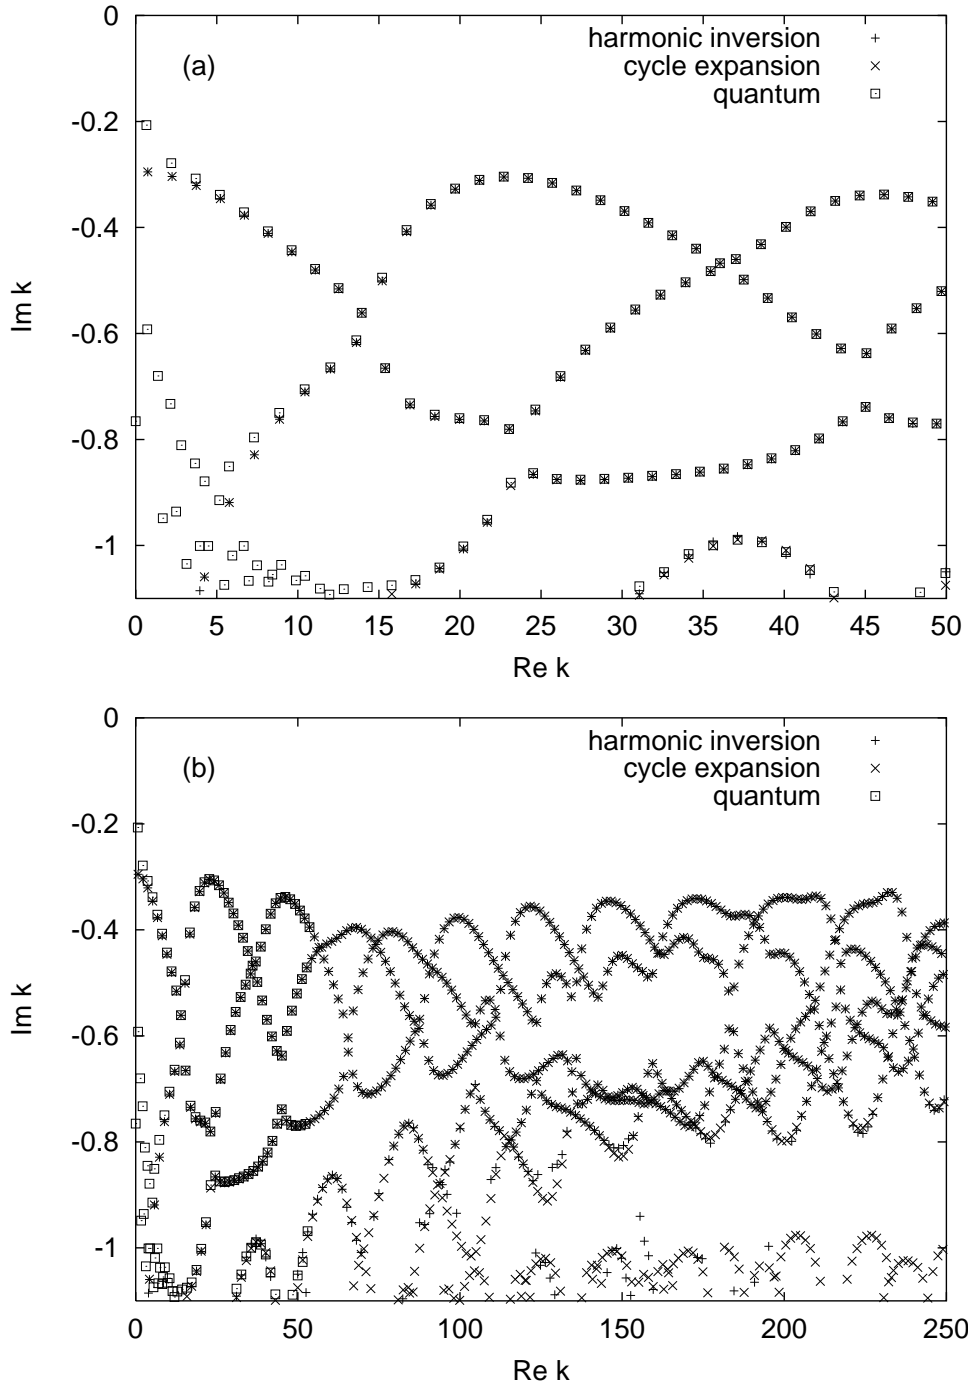 0
-0.2
-0.4
-0.6
-0.8
-1
0 5 10 15 20 25 30 35 40 45 50
Im k
Re k
(a)
harmonic inversion
cycle expansion
quantum
0
-0.2
-0.4
-0.6
-0.8
-1
0 50 100 150 200 250
Im k
Re k
(b)
harmonic inversion
cycle expansion
quantum